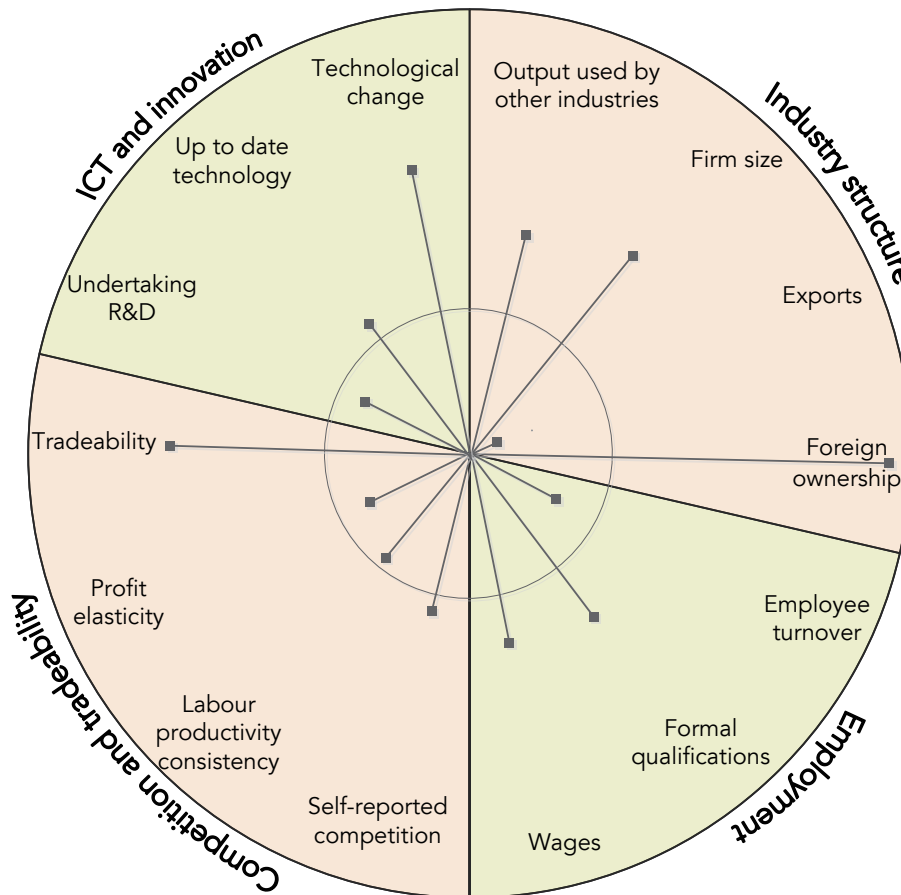 ICT and innovation
Technological
change
Up to date
technology
Undertaking
R&D
Industry structure
Output used by
other industries
Firm size
Exports
Foreign
ownership
Competition and tradeability
Tradeability
Profit
elasticity
Labour
productivity
consistency
Self-reported
competition
Employment
Employee
turnover
Formal
qualifications
Wages